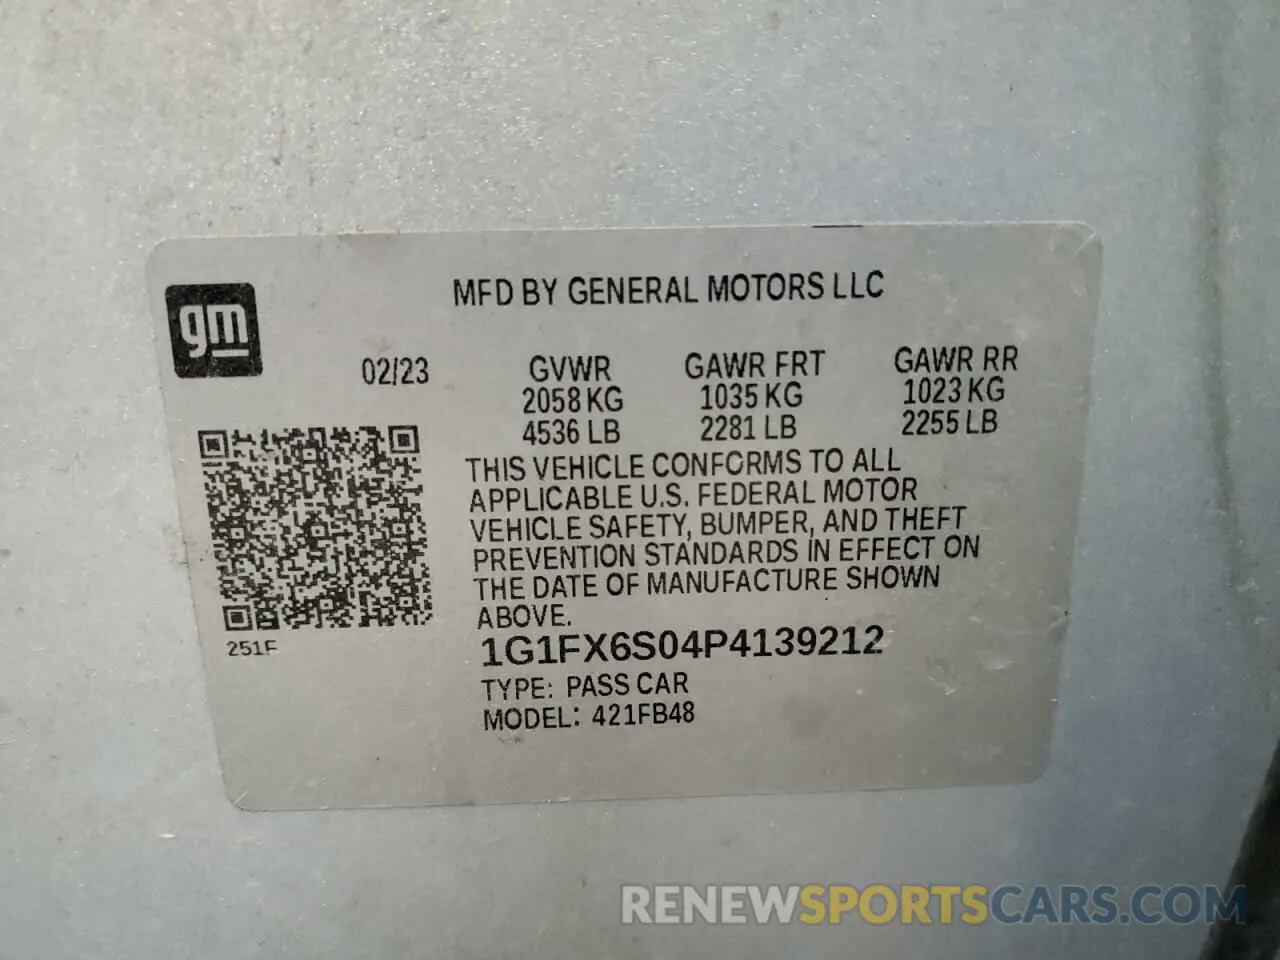 MFD BY GENERAL MOTORS LLC
gm
02/23
GVWR GAWR FRT GAWR RR
2058 KG 1035 KG 1023 KG
4536 LB 2281 LB 2255 LB
THIS VEHICLE CONFORMS TO ALL
APPLICABLE U.S. FEDERAL MOTOR
VEHICLE SAFETY, BUMPER, AND THEFT
PREVENTION STANDARDS IN EFFECT ON
THE DATE OF MANUFACTURE SHOWN
ABOVE.
251F
1G1FX6S04P4139212
TYPE: PASS CAR
MODEL: 421FB48
RENEWSPORTSCARS.COM